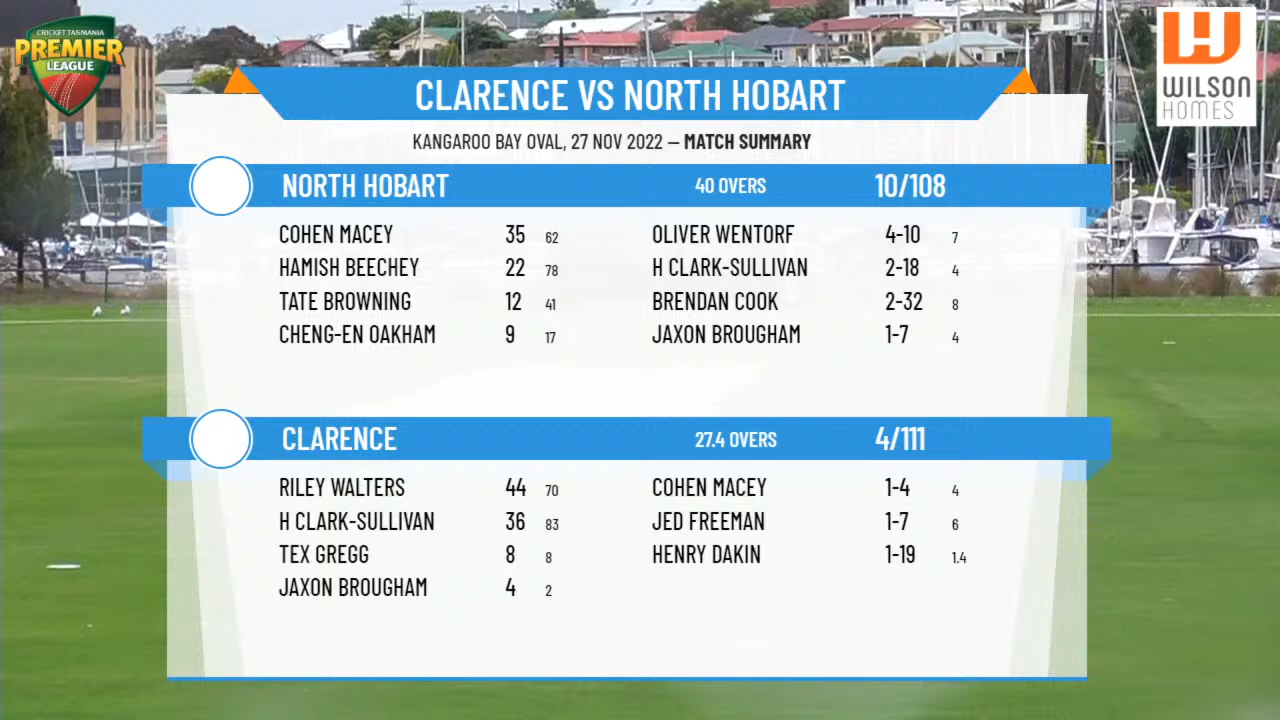 CRICKET TASMANIA
PREMIER
LEAGUE
WILSON
HOMES
CLARENCE VS NORTH HOBART
KANGAROO BAY OVAL, 27 NOV 2022 – MATCH SUMMARY
NORTH HOBART 40 OVERS 10/108
COHEN MACEY 35 62 OLIVER WENTORF 4-10 7
HAMISH BEECHEY 22 78 H CLARK-SULLIVAN 2-18 4
TATE BROWNING 12 41 BRENDAN COOK 2-32 8
CHENG-EN OAKHAM 9 17 JAXON BROUGHAM 1-7 4
CLARENCE 27.4 OVERS 4/111
RILEY WALTERS 44 70 COHEN MACEY 1-4 4
H CLARK-SULLIVAN 36 83 JED FREEMAN 1-7 6
TEX GREGG 8 8 HENRY DAKIN 1-19 1.4
JAXON BROUGHAM 4 2